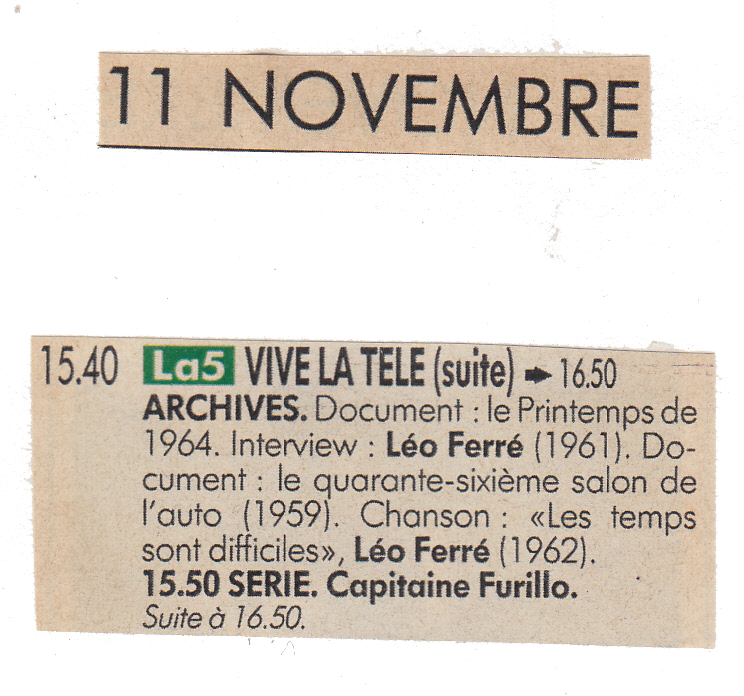 11 NOVEMBRE
15.40 La5 VIVE LA TELE (suite) ➨ 16.50
ARCHIVES. Document : le Printemps de
1964. Interview : Léo Ferré (1961). Do-
cument : le quarante-sixième salon de
l'auto (1959). Chanson : «Les temps
sont difficiles», Léo Ferré (1962).
15.50 SERIE. Capitaine Furillo.
Suite à 16.50.